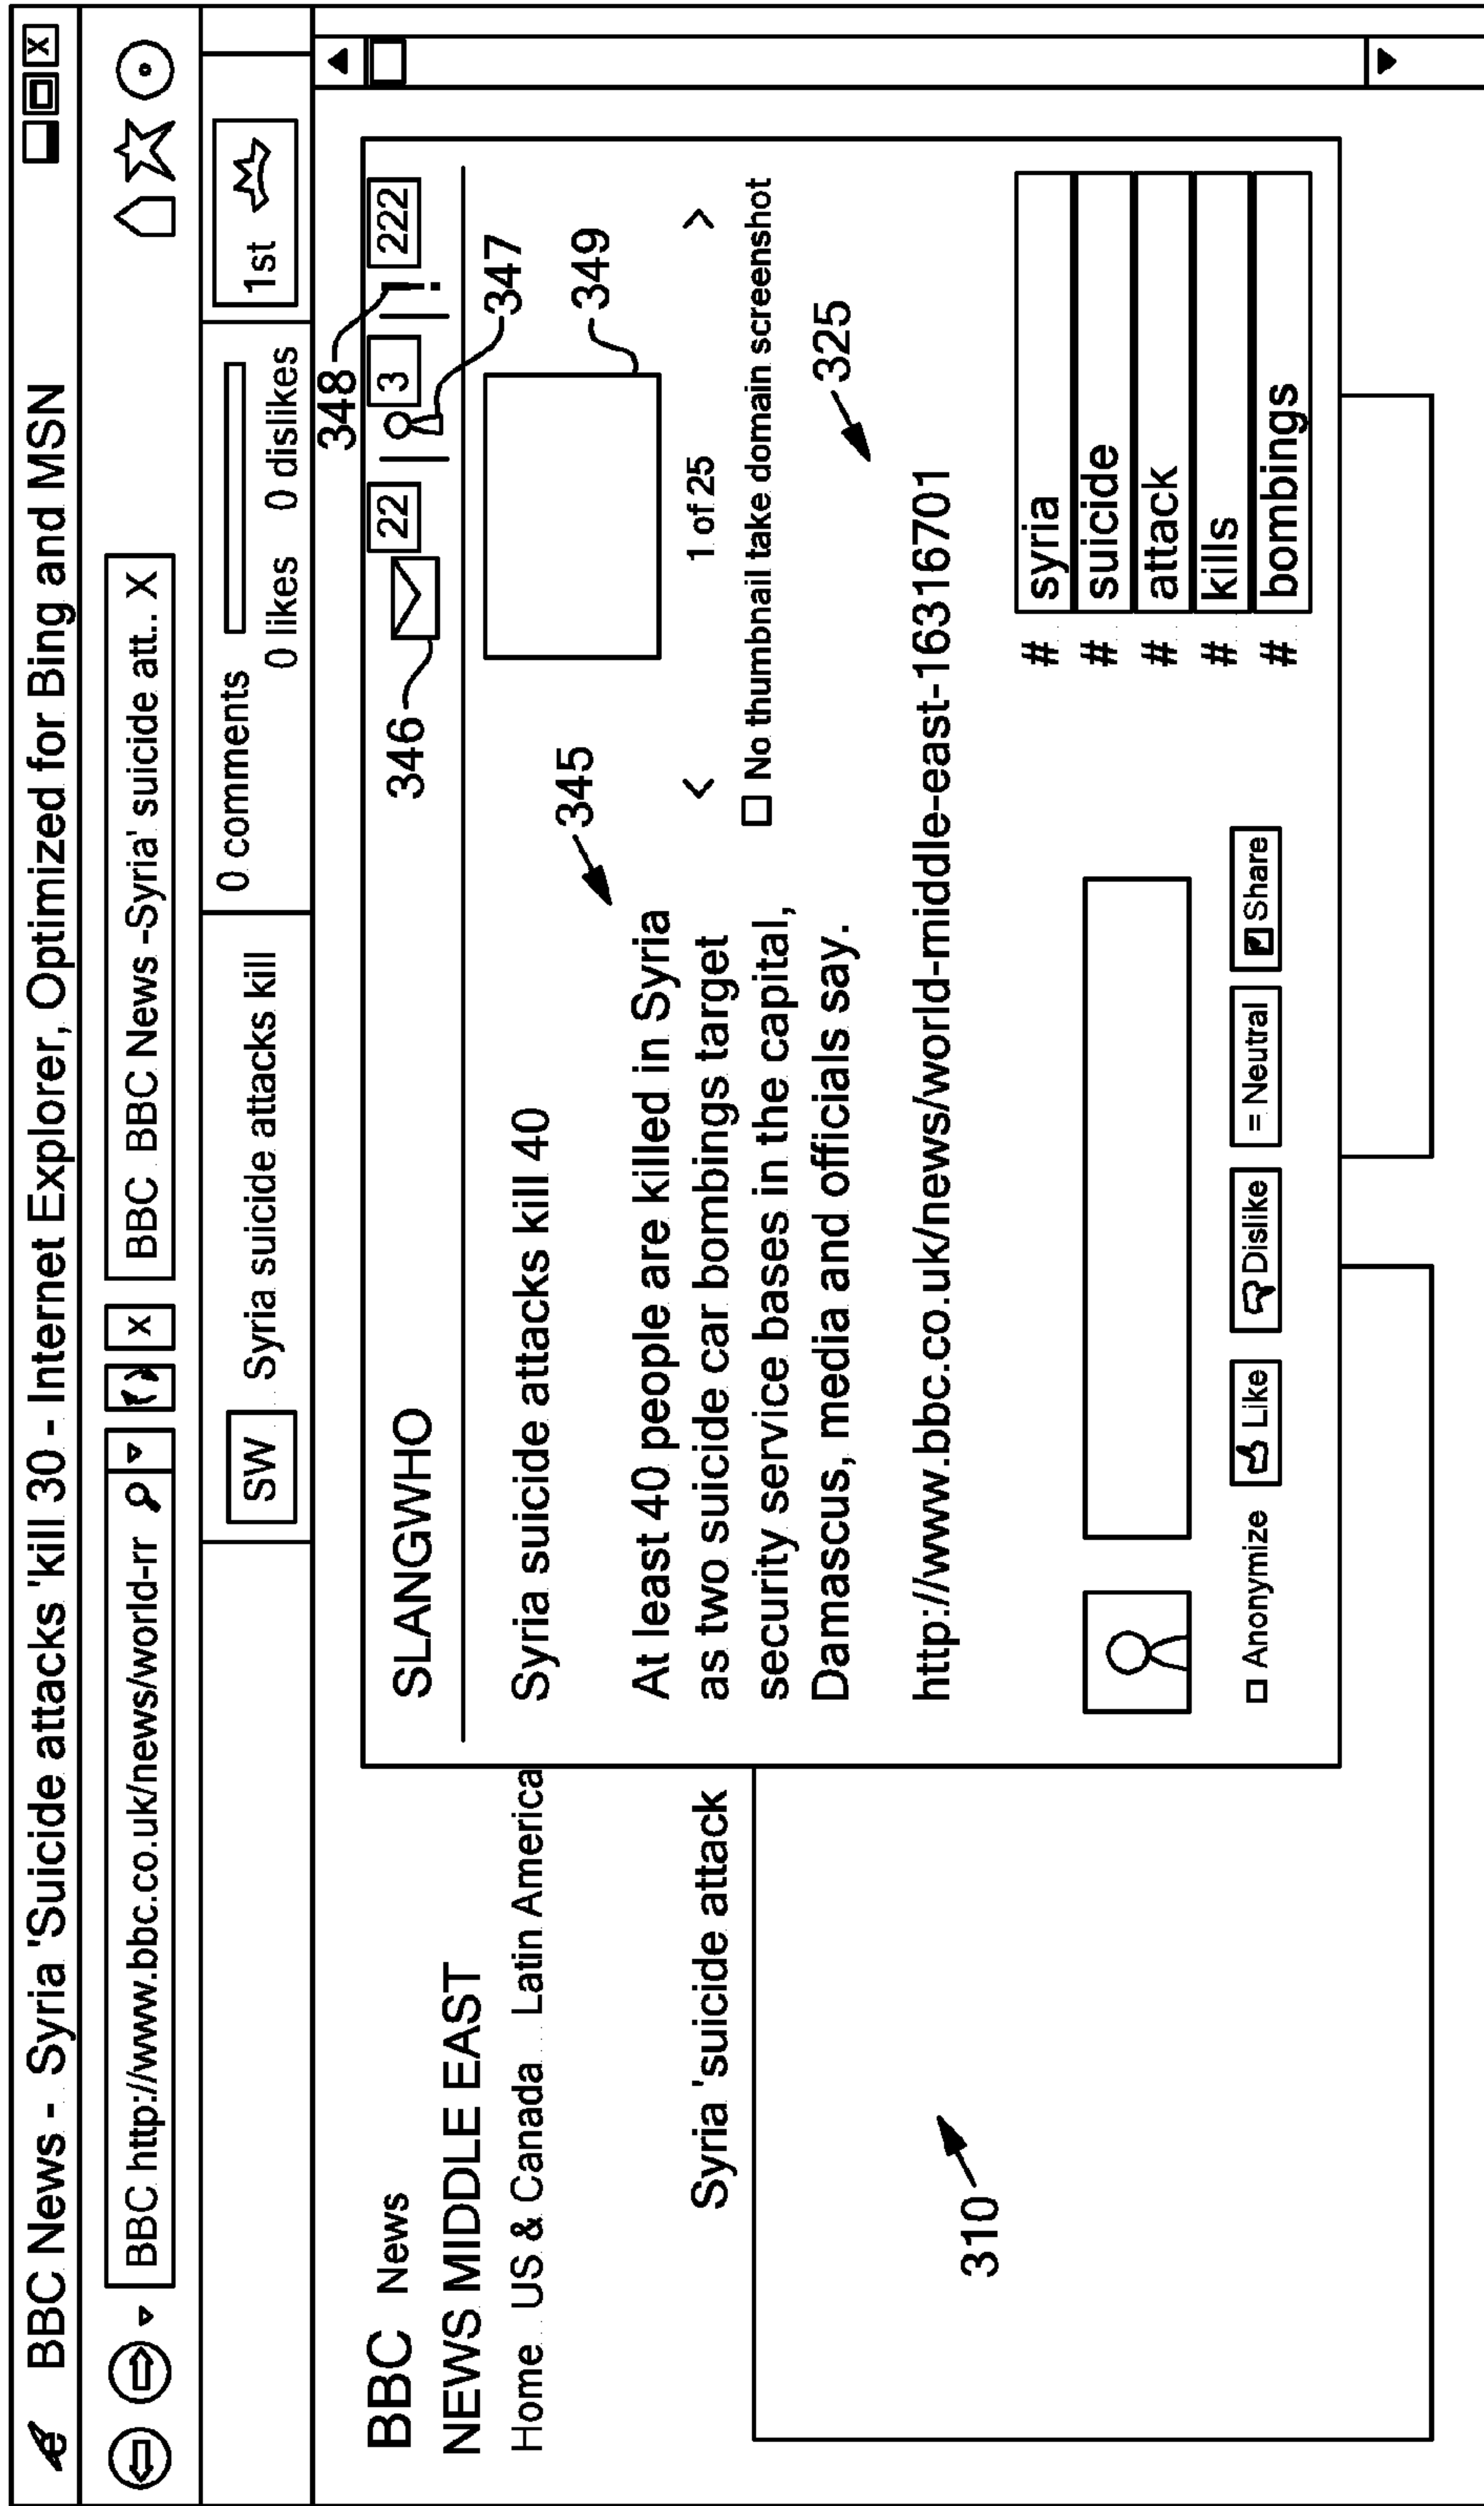 BBC News - Syria 'Suicide attacks 'kill 30 - Internet Explorer, Optimized for Bing and MSN
X
BBC http://www.bbc.co.uk/news/world-rr
X
BBC BBC News -Syria' suicide att.. X
SW
Syria suicide attacks kill
0 comments
0 likes 0 dislikes
1st
BBC News
NEWS MIDDLE EAST
Home US & Canada Latin America
Syria 'suicide attack
310
348
SLANGWHO
346
22
3
222
347
Syria suicide attacks kill 40
345
349
At least 40 people are killed in Syria
as two suicide car bombings target
security service bases in the capital,
Damascus, media and officials say.
< 1 of 25 >
No thumbnail take domain screenshot
325
http://www.bbc.co.uk/news/world-middle-east-16316701
# syria
# suicide
# attack
# kills
# bombings
Anonymize
Like
Dislike
= Neutral
Share